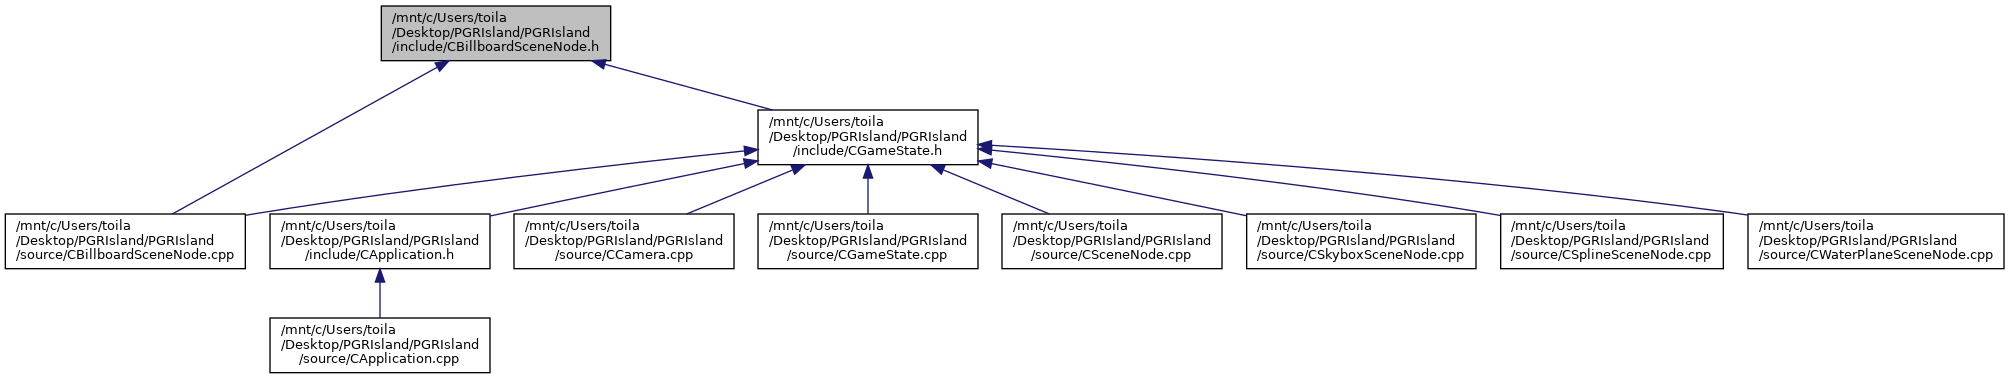 /mnt/c/Users/toila
/Desktop/PGRIsland/PGRIsland
/include/CBillboardSceneNode.h
/mnt/c/Users/toila
/Desktop/PGRIsland/PGRIsland
/include/CGameState.h
/mnt/c/Users/toila
/Desktop/PGRIsland/PGRIsland
/source/CBillboardSceneNode.cpp
/mnt/c/Users/toila
/Desktop/PGRIsland/PGRIsland
/include/CApplication.h
/mnt/c/Users/toila
/Desktop/PGRIsland/PGRIsland
/source/CCamera.cpp
/mnt/c/Users/toila
/Desktop/PGRIsland/PGRIsland
/source/CGameState.cpp
/mnt/c/Users/toila
/Desktop/PGRIsland/PGRIsland
/source/CSceneNode.cpp
/mnt/c/Users/toila
/Desktop/PGRIsland/PGRIsland
/source/CSkyboxSceneNode.cpp
/mnt/c/Users/toila
/Desktop/PGRIsland/PGRIsland
/source/CSplineSceneNode.cpp
/mnt/c/Users/toila
/Desktop/PGRIsland/PGRIsland
/source/CWaterPlaneSceneNode.cpp
/mnt/c/Users/toila
/Desktop/PGRIsland/PGRIsland
/source/CApplication.cpp